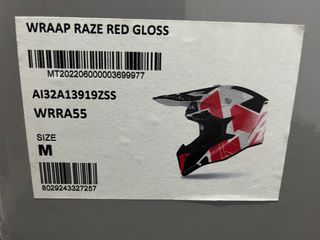 WRAAP RAZE RED GLOSS
MT202206000003699977
AI32A13919ZSS
WRRA55
SIZE
M
8029243327257